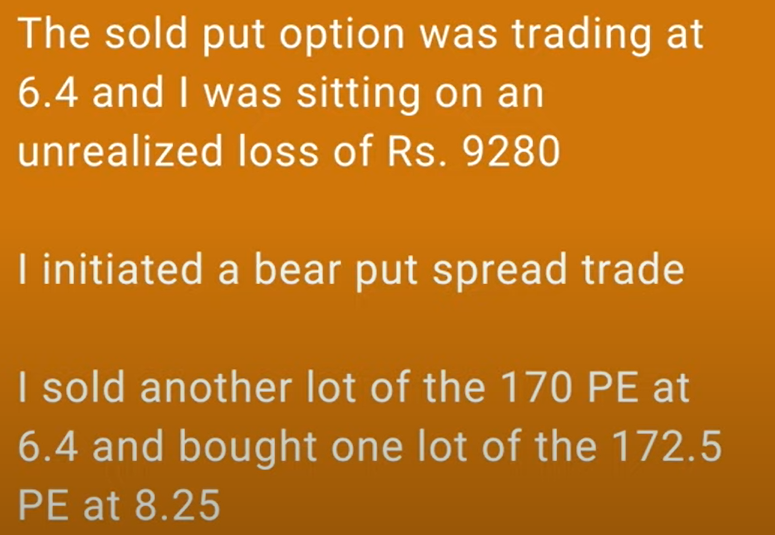 The sold put option was trading at
6.4 and I was sitting on an
unrealized loss of Rs. 9280
I initiated a bear put spread trade
I sold another lot of the 170 PE at
6.4 and bought one lot of the 172.5
PE at 8.25